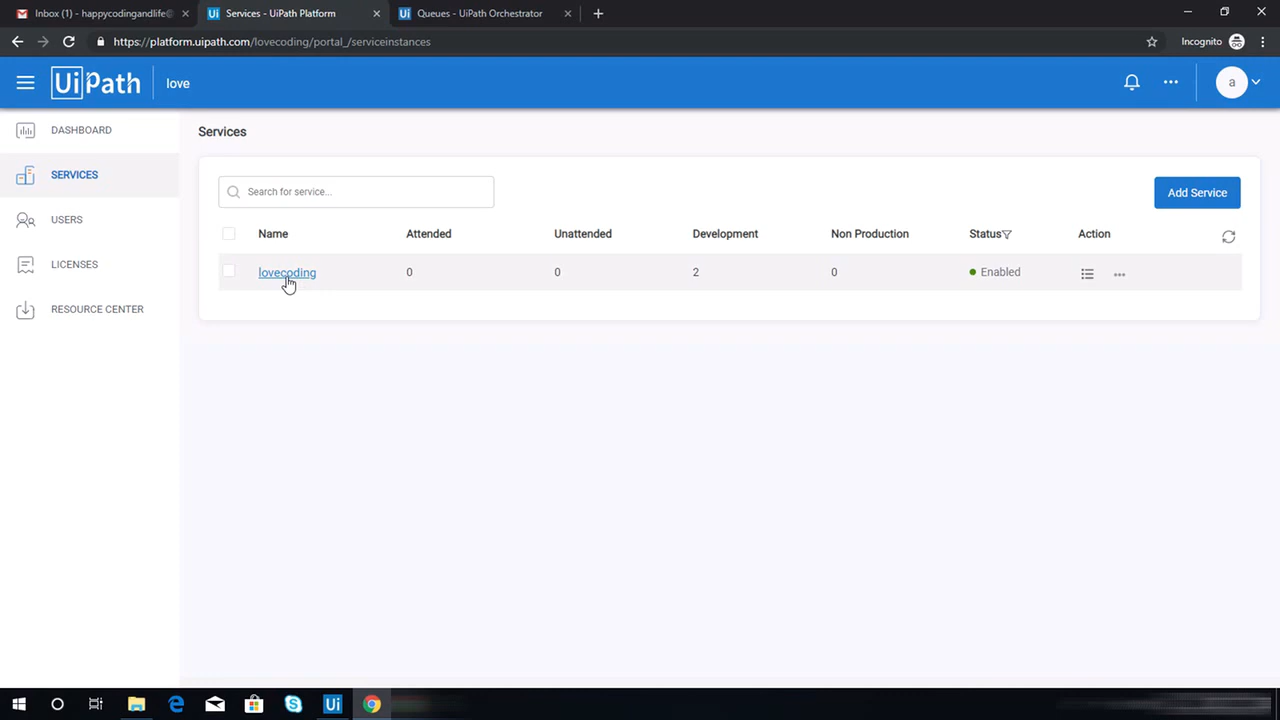 Inbox (1) - happycodingandlife@
Services - UiPath Platform
Queues - UiPath Orchestrator
https://platform.uipath.com/lovecoding/portal_/serviceinstances
Incognito
UiPath love
a
DASHBOARD
SERVICES
USERS
LICENSES
RESOURCE CENTER
Services
Search for service...
Add Service
Name Attended Unattended Development Non Production Status Action
lovecoding 0 0 2 0 Enabled